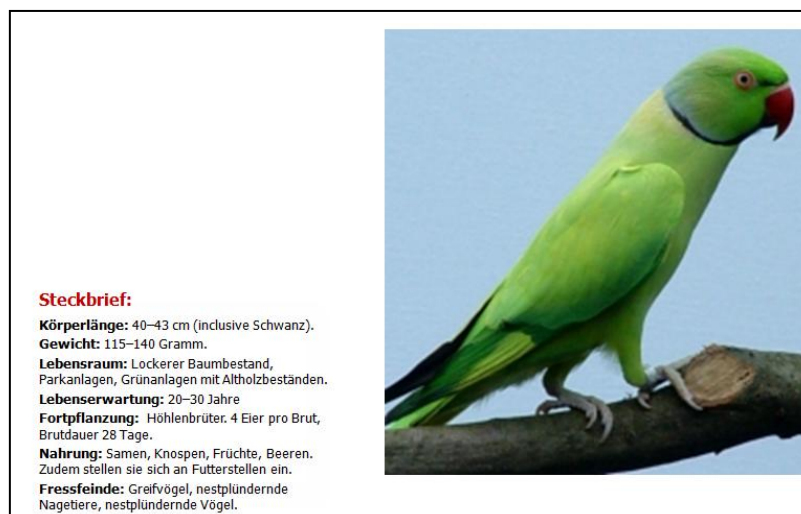 Steckbrief:
Körperlänge: 40–43 cm (inclusive Schwanz).
Gewicht: 115–140 Gramm.
Lebensraum: Lockerer Baumbestand,
Parkanlagen, Grünanlagen mit Altholzbeständen.
Lebenserwartung: 20–30 Jahre
Fortpflanzung: Höhlenbrüter. 4 Eier pro Brut,
Brutdauer 28 Tage.
Nahrung: Samen, Knospen, Früchte, Beeren.
Zudem stellen sie sich an Futterstellen ein.
Fressfeinde: Greifvögel, nestplündernde
Nagetiere, nestplündernde Vögel.